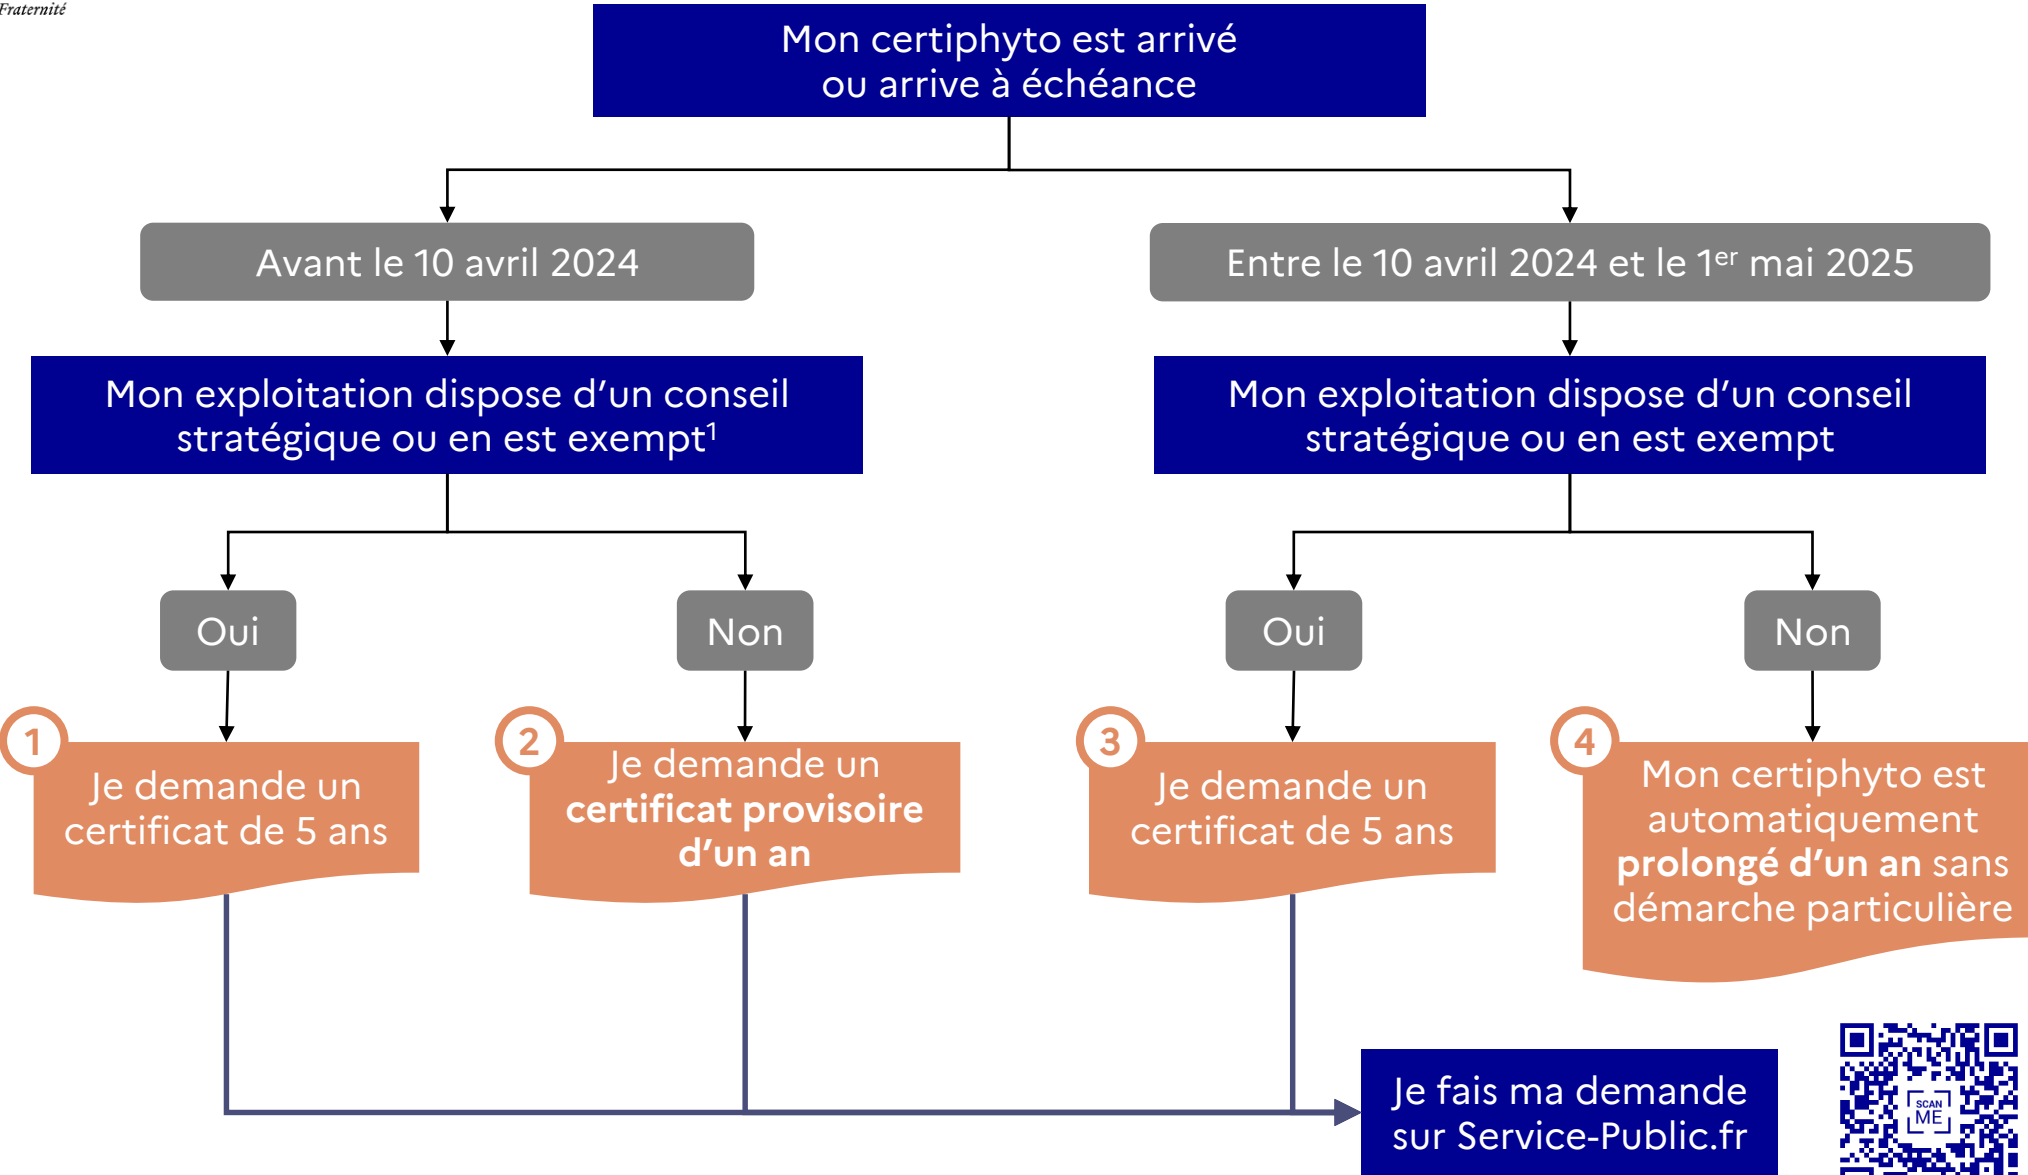 Fraternité
Mon certiphyto est arrivé
ou arrive à échéance
Avant le 10 avril 2024
Entre le 10 avril 2024 et le 1er mai 2025
Mon exploitation dispose d’un conseil
stratégique ou en est exempt1
Mon exploitation dispose d’un conseil
stratégique ou en est exempt
Oui
Non
Oui
Non
1
Je demande un
certificat de 5 ans
2
Je demande un
certificat provisoire
d’un an
3
Je demande un
certificat de 5 ans
4
Mon certiphyto est
automatiquement
prolongé d’un an sans
démarche particulière
Je fais ma demande
sur Service-Public.fr
SCAN
ME